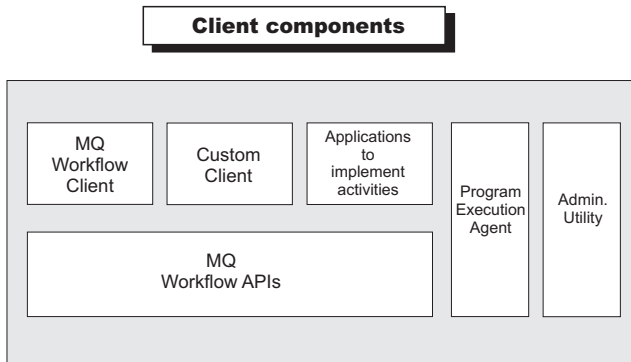 Client components
MQ
Workflow
Client
Custom
Client
Applications
to
implement
activities
Program
Execution
Agent
Admin.
Utility
MQ
Workflow APIs